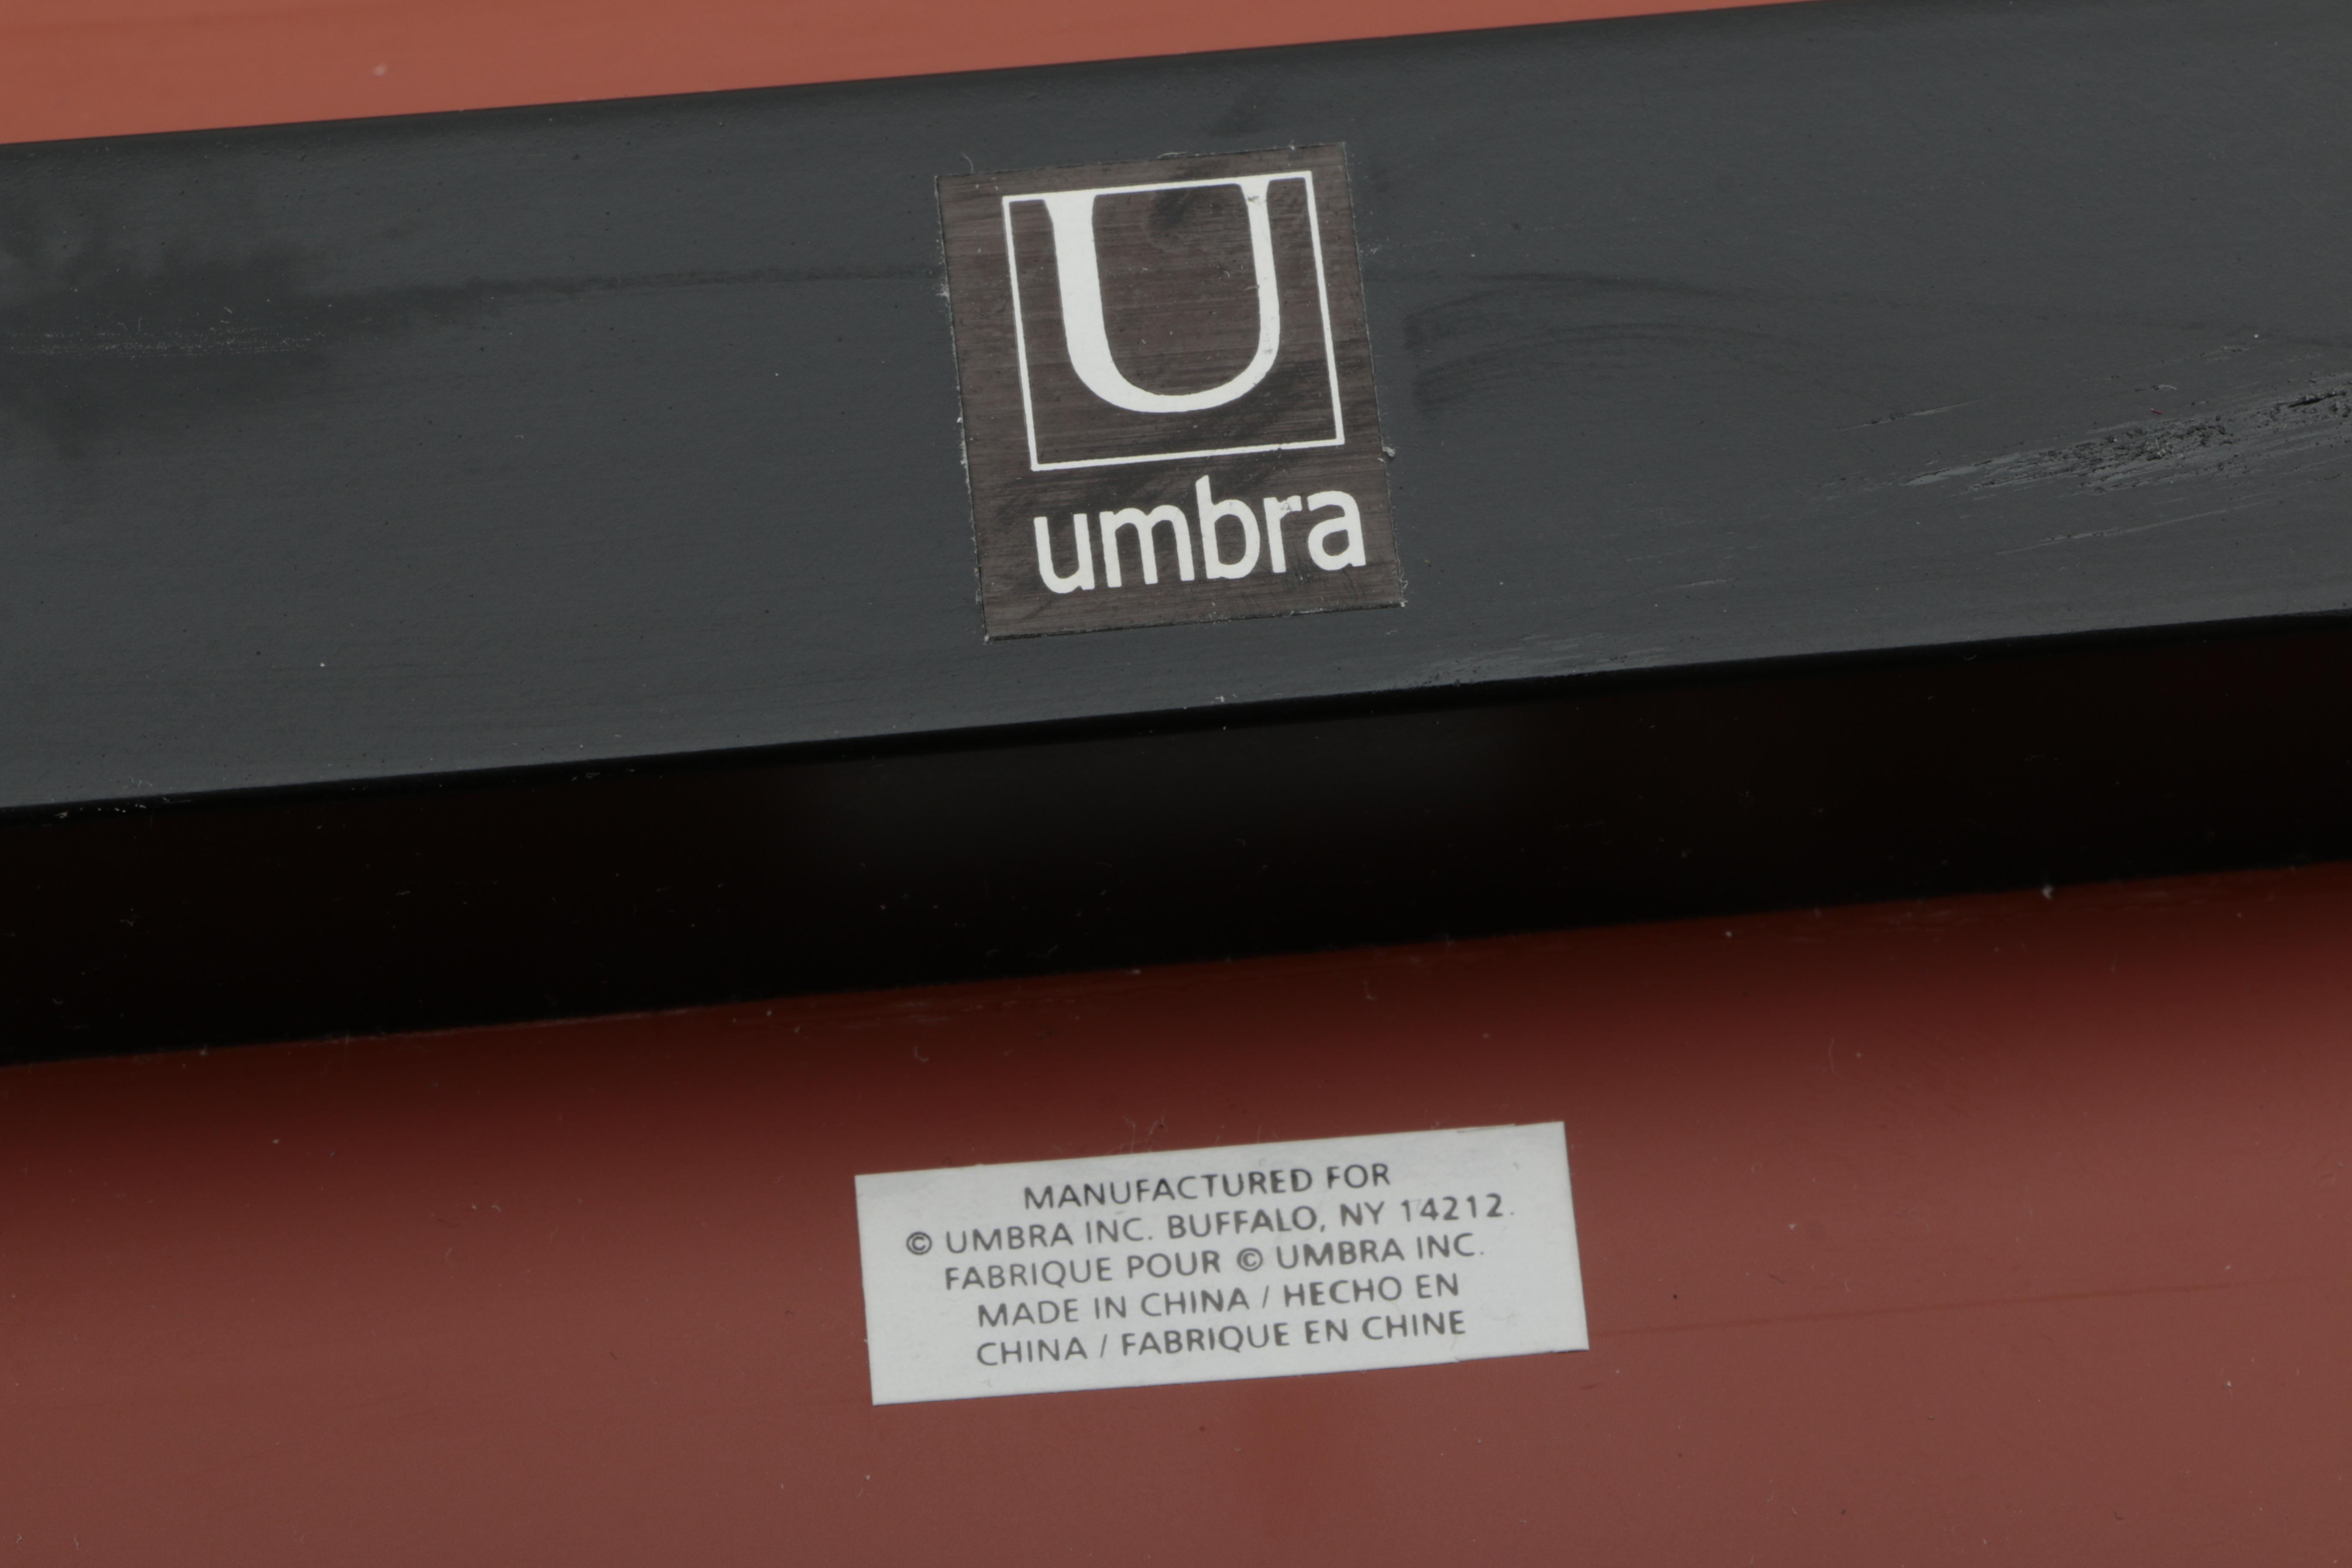 U
umbra
MANUFACTURED FOR
© UMBRA INC. BUFFALO, NY 14212.
FABRIQUE POUR © UMBRA INC.
MADE IN CHINA / HECHO EN
CHINA / FABRIQUE EN CHINE